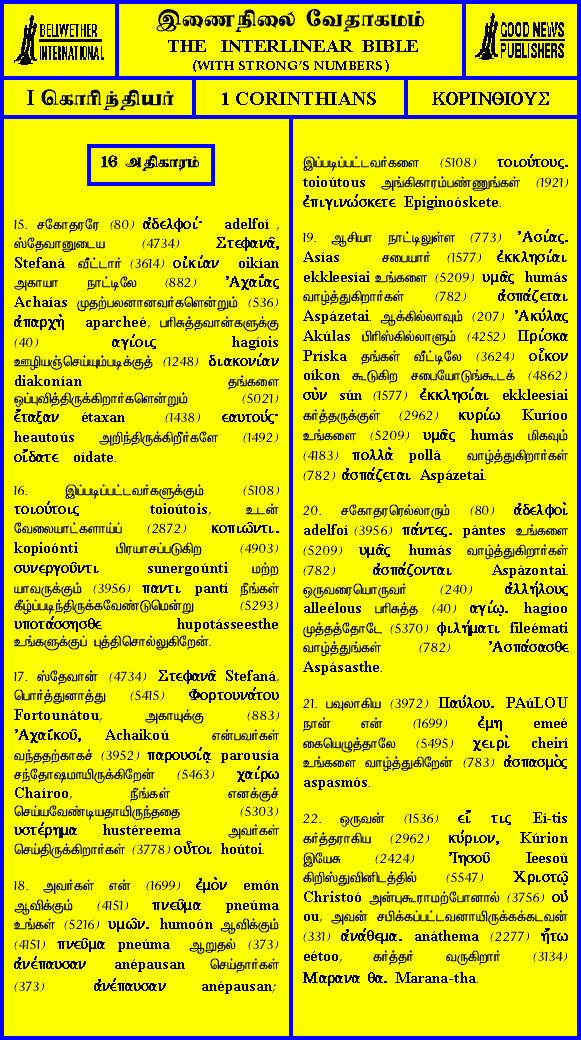 BELLWETHER
INTERNATIONAL
இணைநிலை வேதாகமம்
THE INTERLINEAR BIBLE
(WITH STRONG'S NUMBERS)
GOOD NEWS
PUBLISHERS
I கொரிந்தியர்
1 CORINTHIANS
ΚΟΡΙΝΘΙΟΥΣ
16 அதிகாரம்
15. சகோதரரே (80) ἀδελφοί· adelfoí ,
ஸ்தேவானுடைய (4734) Στεφανᾶ,
Stefaná வீட்டார் (3614) οἰκίαν oikían
அகாயா நாட்டிலே (882) Ἀχαΐας
Achaías முதற்பலனானவர்களென்றும் (536)
ἀπαρχὴ aparcheé, பரிசுத்தவான்களுக்கு
(40) αγίοις hagíois
ஊழியஞ்செய்யும்படிக்குத் (1248) διακονίαν
diakonían தங்களை
ஒப்புவித்திருக்கிறார்களென்றும் (5021)
ἔταξαν étaxan (1438) εαυτούς·
heautoús அறிந்திருக்கிறீர்களே (1492)
οἴδατε oídate.
16. இப்படிப்பட்டவர்களுக்கும் (5108)
τοιούτοις toioútois, உடன்
வேலையாட்களாய்ப் (2872) κοπιῶντι.
kopioónti பிரயாசப்படுகிற (4903)
συνεργοῦντι sunergoúnti மற்ற
யாவருக்கும் (3956) παντι pantí நீங்கள்
கீழ்ப்படிந்திருக்கவேண்டுமென்று (5293)
υποτάσσησθε hupotásseesthe
உங்களுக்குப் புத்திசொல்லுகிறேன்.
17. ஸ்தேவான் (4734) Στεφανᾶ Stefaná,
பொர்த்துனாத்து (5415) Φορτουνάτου
Fortounátou, அகாயுக்கு (883)
Ἀχαϊκοῦ, Achaikoú என்பவர்கள்
வந்ததற்காகச் (3952) παρουσίᾳ parousía
சந்தோஷமாயிருக்கிறேன் (5463) χαίρω
Chaíroo, நீங்கள் எனக்குச்
செய்யவேண்டியதாயிருந்ததை (5303)
υστέρημα hustéreema அவர்கள்
செய்திருக்கிறார்கள் (3778) οὗτοι hoútoi.
18. அவர்கள் என் (1699) ἐμὸν emón
ஆவிக்கும் (4151) πνεῦμα pneúma
உங்கள் (5216) υμῶν. humoón ஆவிக்கும்
(4151) πνεῦμα pneúma ஆறுதல் (373)
ἀνέπαυσαν anépausan செய்தார்கள்
(373) ἀνέπαυσαν anépausan;
இப்படிப்பட்டவர்களை (5108) τοιούτους.
toioútous அங்கிகாரம்பண்ணுங்கள் (1921)
ἐπιγινώσκετε Epiginoóskete.
19. ஆசியா நாட்டிலுள்ள (773) Ἀσίας.
Asías சபையார் (1577) ἐκκλησίαι
ekkleesíai உங்களை (5209) υμᾶς humás
வாழ்த்துகிறார்கள் (782) ἀσπάζεται
Aspázetai. ஆக்கில்லாவும் (207) Ἀκύλας
Akúlas பிரிஸ்கில்லாளும் (4252) Πρίσκα
Príska தங்கள் வீட்டிலே (3624) οἶκον
oíkon கூடுகிற சபையோடுங்கூடக் (4862)
σὺν sún (1577) ἐκκλησίαι ekkleesíai
கர்த்தருக்குள் (2962) κυρίω Kuríoo
உங்களை (5209) υμᾶς humás மிகவும்
(4183) πολλὰ pollá வாழ்த்துகிறார்கள்
(782) ἀσπάζεται Aspázetai.
20. சகோதரரெல்லாரும் (80) ἀδελφοὶ
adelfoí (3956) πάντες. pántes உங்களை
(5209) υμᾶς humás வாழ்த்துகிறார்கள்
(782) ἀσπάζονται Aspázontai.
ஒருவரையொருவர் (240) ἀλλήλους
alleélous பரிசுத்த (40) αγίῳ. hagíoo
முத்தத்தோடே (5370) φιλήματι fileémati
வாழ்த்துங்கள் (782) Ἀσπάσασθε
Aspásasthe.
21. பவுலாகிய (3972) Παύλου. PAúLOU
நான் என் (1699) ἐμη emeé
கையெழுத்தாலே (5495) χειρὶ cheirí
உங்களை வாழ்த்துகிறேன் (783) ἀσπασμὸς
aspasmós.
22. ஒருவன் (1536) εἴ τις Eí-tis
கர்த்தராகிய (2962) κύριον, Kúrion
இயேசு (2424) Ἰησοῦ Ieesoú
கிறிஸ்துவினிடத்தில் (5547) Χριστῷ
Christoó அன்புகூராமற்போனால் (3756) οὐ
ou, அவன் சபிக்கப்பட்டவனாயிருக்கக்கடவன்
(331) ἀνάθεμα. anáthema (2277) ἤτω
eétoo, கர்த்தர் வருகிறார் (3134)
Μαρανα θα. Marana-tha.